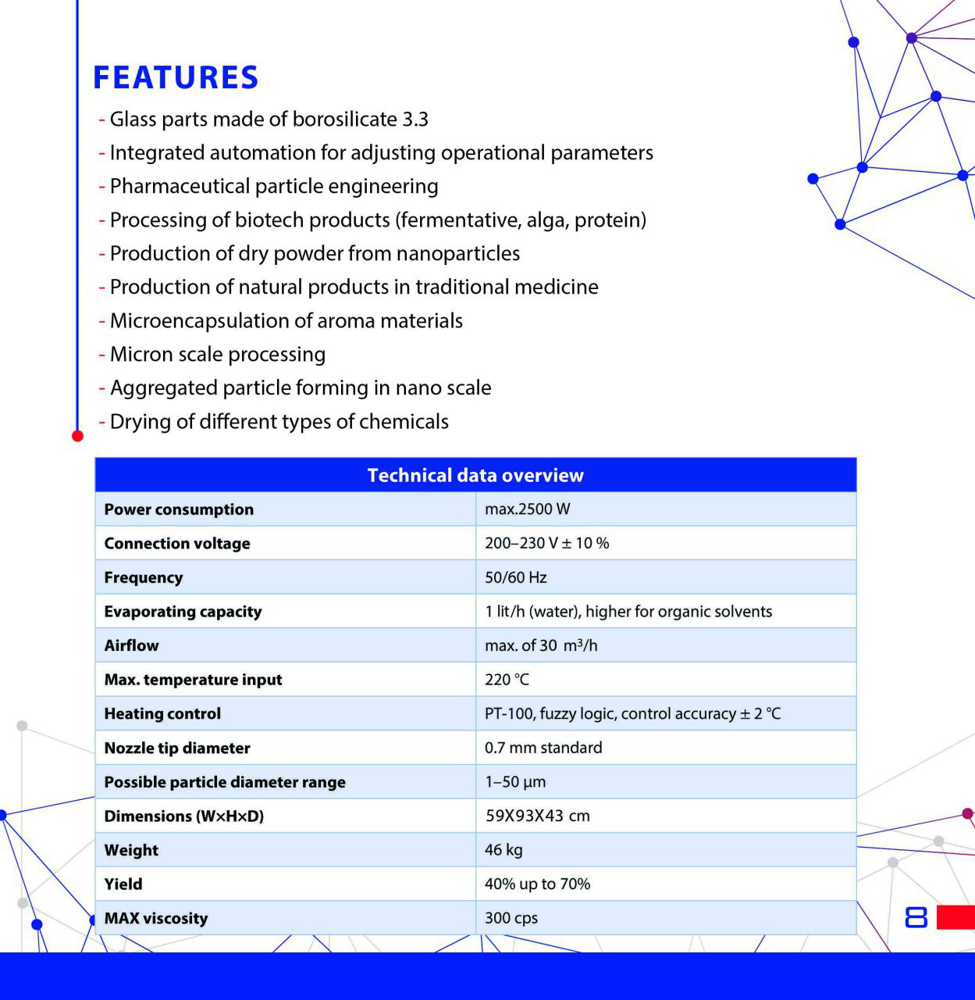 FEATURES
- Glass parts made of borosilicate 3.3
- Integrated automation for adjusting operational parameters
- Pharmaceutical particle engineering
- Processing of biotech products (fermentative, alga, protein)
- Production of dry powder from nanoparticles
- Production of natural products in traditional medicine
- Microencapsulation of aroma materials
- Micron scale processing
- Aggregated particle forming in nano scale
- Drying of different types of chemicals
Technical data overview
Power consumption max.2500 W
Connection voltage 200–230 V ± 10 %
Frequency 50/60 Hz
Evaporating capacity 1 lit/h (water), higher for organic solvents
Airflow max. of 30 m³/h
Max. temperature input 220 °C
Heating control PT-100, fuzzy logic, control accuracy ± 2 °C
Nozzle tip diameter 0.7 mm standard
Possible particle diameter range 1–50 µm
Dimensions (W×H×D) 59X93X43 cm
Weight 46 kg
Yield 40% up to 70%
MAX viscosity 300 cps
8